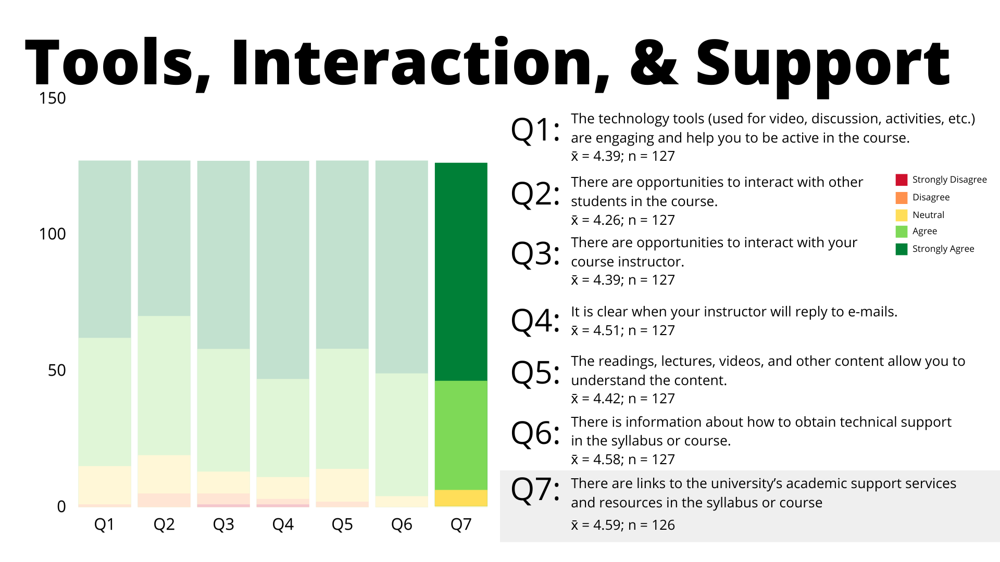 Tools, Interaction, & Support
150
100
50
0
Q1
Q2
Q3
Q4
Q5
Q6
Q7
Q1:
The technology tools (used for video, discussion, activities, etc.)
are engaging and help you to be active in the course.
x̄ = 4.39; n = 127
Q2:
There are opportunities to interact with other
students in the course.
x̄ = 4.26; n = 127
Q3:
There are opportunities to interact with your
course instructor.
x̄ = 4.39; n = 127
Q4:
It is clear when your instructor will reply to e-mails.
x̄ = 4.51; n = 127
Q5:
The readings, lectures, videos, and other content allow you to
understand the content.
x̄ = 4.42; n = 127
Q6:
There is information about how to obtain technical support
in the syllabus or course.
x̄ = 4.58; n = 127
Q7:
There are links to the university’s academic support services
and resources in the syllabus or course
x̄ = 4.59; n = 126
Strongly Disagree
Disagree
Neutral
Agree
Strongly Agree